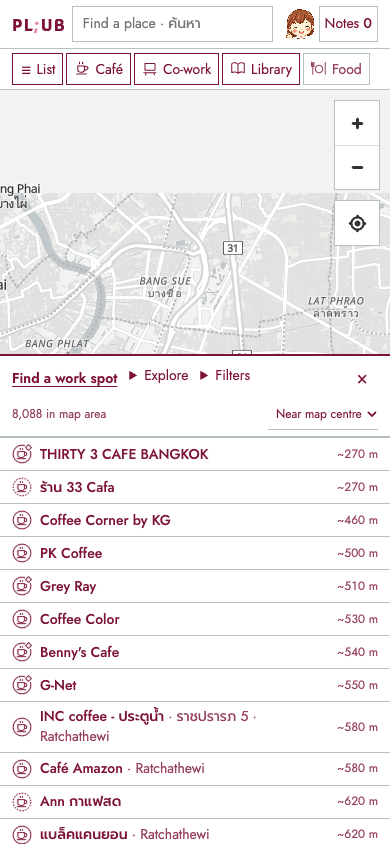 PL;UB
Find a place · ค้นหา
Notes 0
List
Café
Co-work
Library
Food
+
−
ng Phai
บางไผ่
31
BANG SUE
บางซื่อ
LAT PHRAO
ลาดพร้าว
BANG PHLAT
Find a work spot
Explore
Filters
×
8,088 in map area
Near map centre
THIRTY 3 CAFE BANGKOK ~270 m
ร้าน 33 Cafa ~270 m
Coffee Corner by KG ~460 m
PK Coffee ~500 m
Grey Ray ~510 m
Coffee Color ~530 m
Benny's Cafe ~540 m
G-Net ~550 m
INC coffee - ประตูน้ำ · ราชปรารภ 5 ·
Ratchathewi ~580 m
Café Amazon · Ratchathewi ~580 m
Ann กาแฟสด ~620 m
แบล็คแคนยอน · Ratchathewi ~620 m